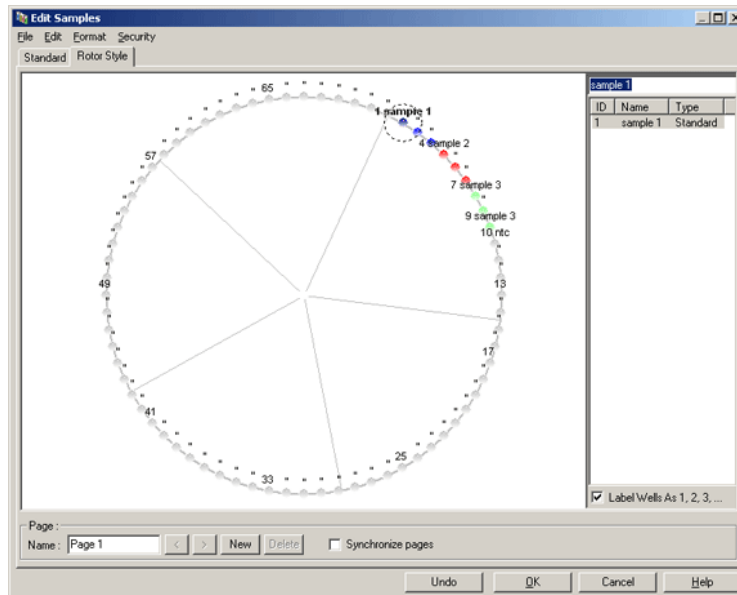 Edit Samples
File Edit Format Security
Standard Rotor Style
65
57
49
41
33
25
17
13
1 sample 1
4 sample 2
7 sample 3
9 sample 3
10 ntc
sample 1
ID Name Type
1 sample 1 Standard
Label Wells As 1, 2, 3, ...
Page :
Name : Page 1 < > New Delete Synchronize pages
Undo OK Cancel Help